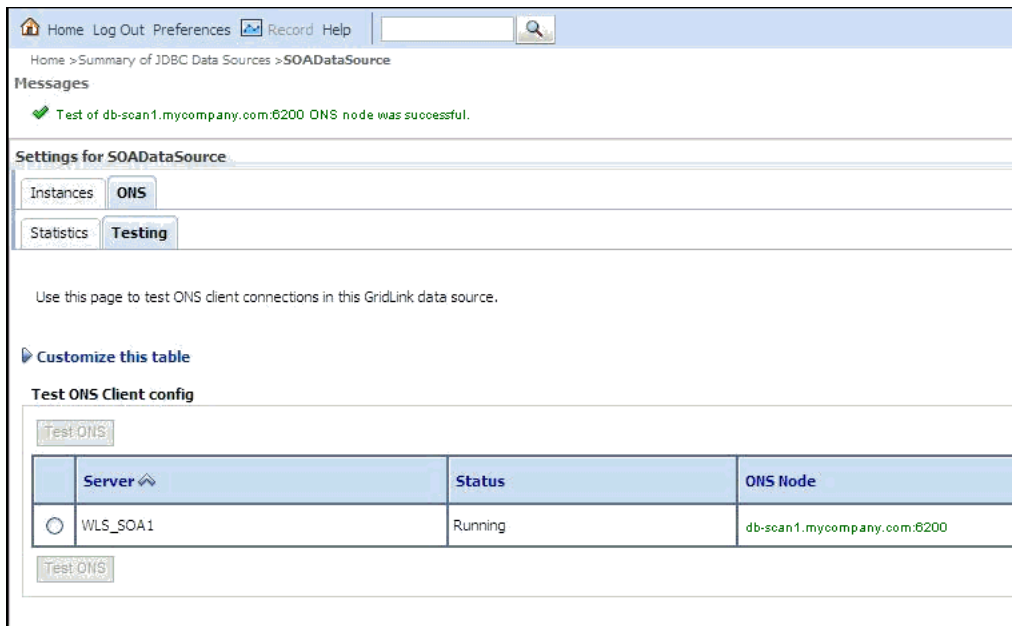 Home Log Out Preferences Record Help
Home >Summary of JDBC Data Sources >SOADataSource
Messages
Test of db-scan1.mycompany.com:6200 ONS node was successful.
Settings for SOADataSource
Instances ONS
Statistics Testing
Use this page to test ONS client connections in this GridLink data source.
Customize this table
Test ONS Client config
Test ONS
Server Status ONS Node
WLS_SOA1 Running db-scan1.mycompany.com:6200
Test ONS